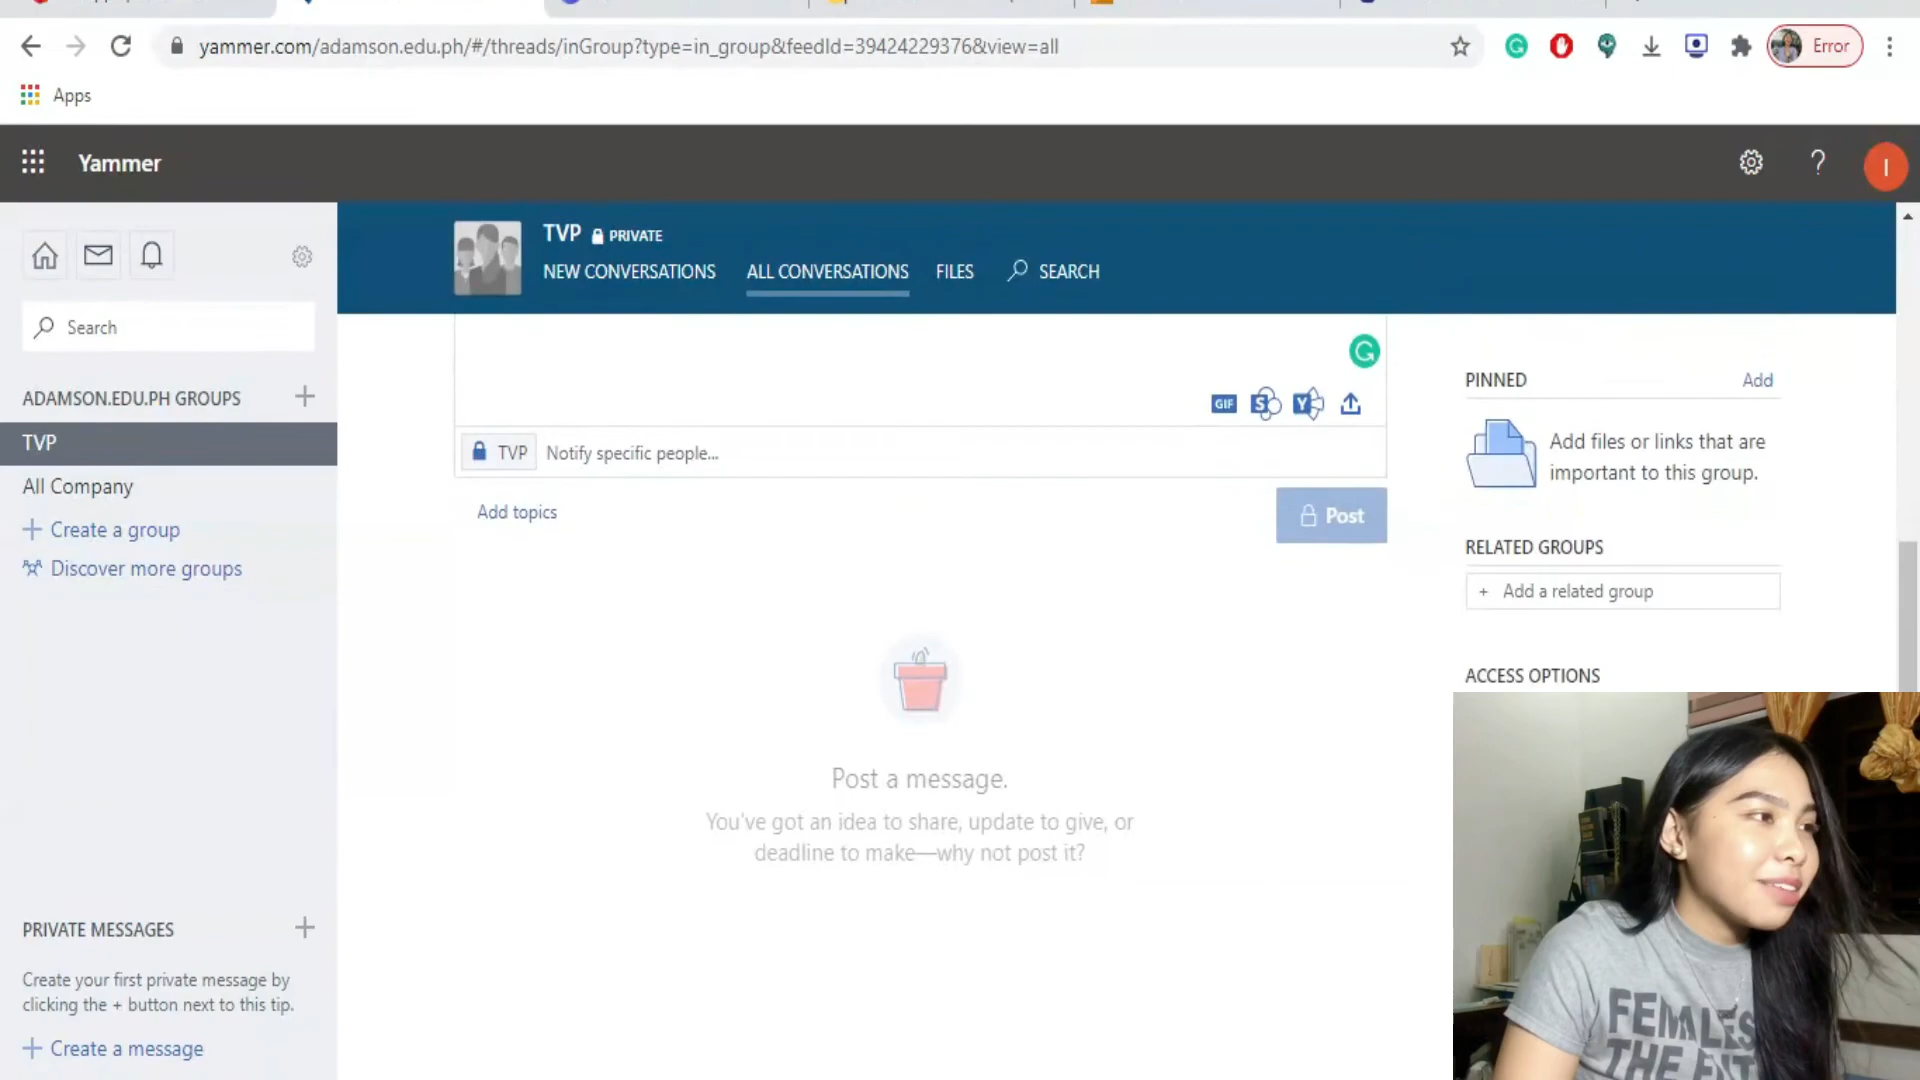 yammer.com/adamson.edu.ph/#/threads/inGroup?type=in_group&feedId=39424229376&view=all
Error
Apps
Yammer
I
TVP PRIVATE
NEW CONVERSATIONS ALL CONVERSATIONS FILES SEARCH
Search
ADAMSON.EDU.PH GROUPS
TVP
All Company
Create a group
Discover more groups
PRIVATE MESSAGES
Create your first private message by
clicking the + button next to this tip.
Create a message
GIF S Y
TVP Notify specific people...
Add topics
Post
Post a message.
You've got an idea to share, update to give, or
deadline to make—why not post it?
PINNED Add
Add files or links that are
important to this group.
RELATED GROUPS
+ Add a related group
ACCESS OPTIONS
FEMALES
THE